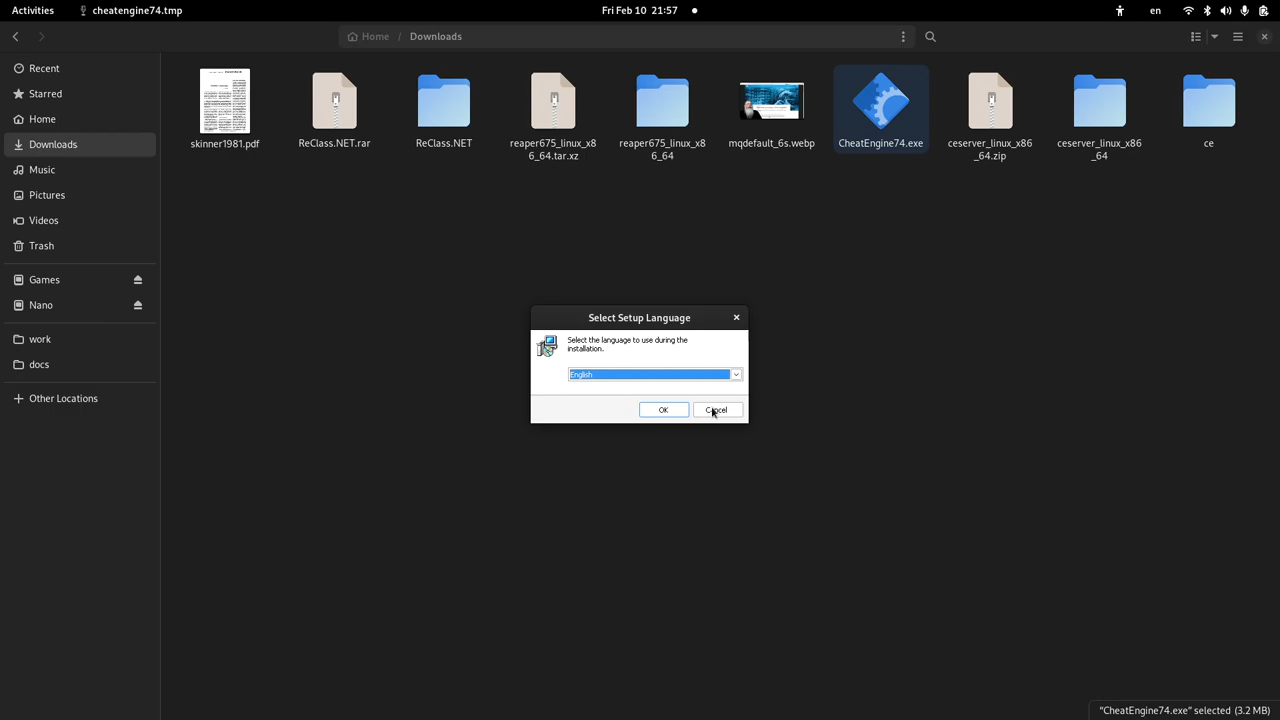 Activities
cheatengine74.tmp
Fri Feb 10 21:57
en
Home / Downloads
Recent
Starred
Home
Downloads
Music
Pictures
Videos
Trash
Games
Nano
work
docs
Other Locations
skinner1981.pdf
ReClass.NET.rar
ReClass.NET
reaper675_linux_x8
6_64.tar.xz
reaper675_linux_x8
6_64
mqdefault_6s.webp
CheatEngine74.exe
ceserver_linux_x86
_64.zip
ceserver_linux_x86
_64
ce
Select Setup Language
Select the language to use during the
installation.
English
OK
Cancel
"CheatEngine74.exe" selected (3.2 MB)